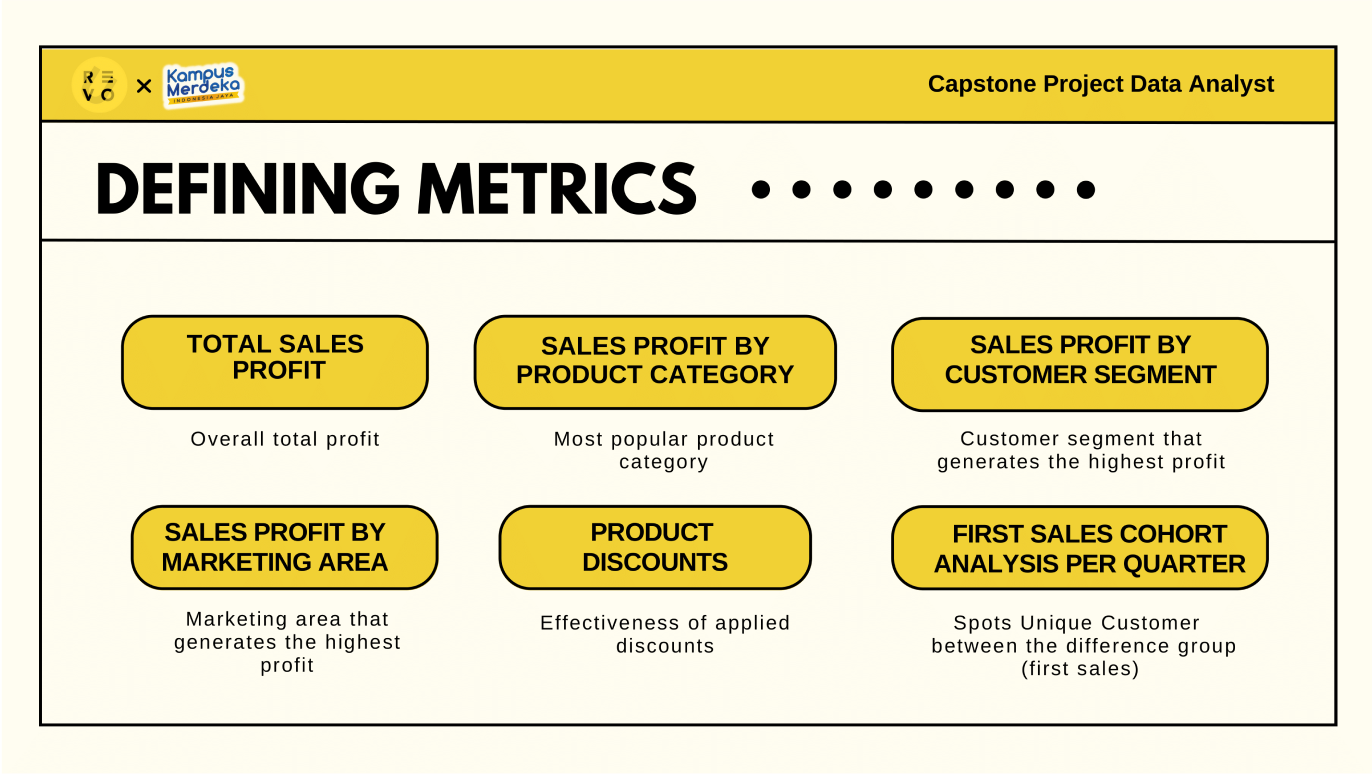 RE
VO
×
Kampus
Merdeka
INDONESIA JAYA
Capstone Project Data Analyst
DEFINING METRICS
TOTAL SALES
PROFIT
Overall total profit
SALES PROFIT BY
PRODUCT CATEGORY
Most popular product
category
SALES PROFIT BY
CUSTOMER SEGMENT
Customer segment that
generates the highest profit
SALES PROFIT BY
MARKETING AREA
Marketing area that
generates the highest
profit
PRODUCT
DISCOUNTS
Effectiveness of applied
discounts
FIRST SALES COHORT
ANALYSIS PER QUARTER
Spots Unique Customer
between the difference group
(first sales)